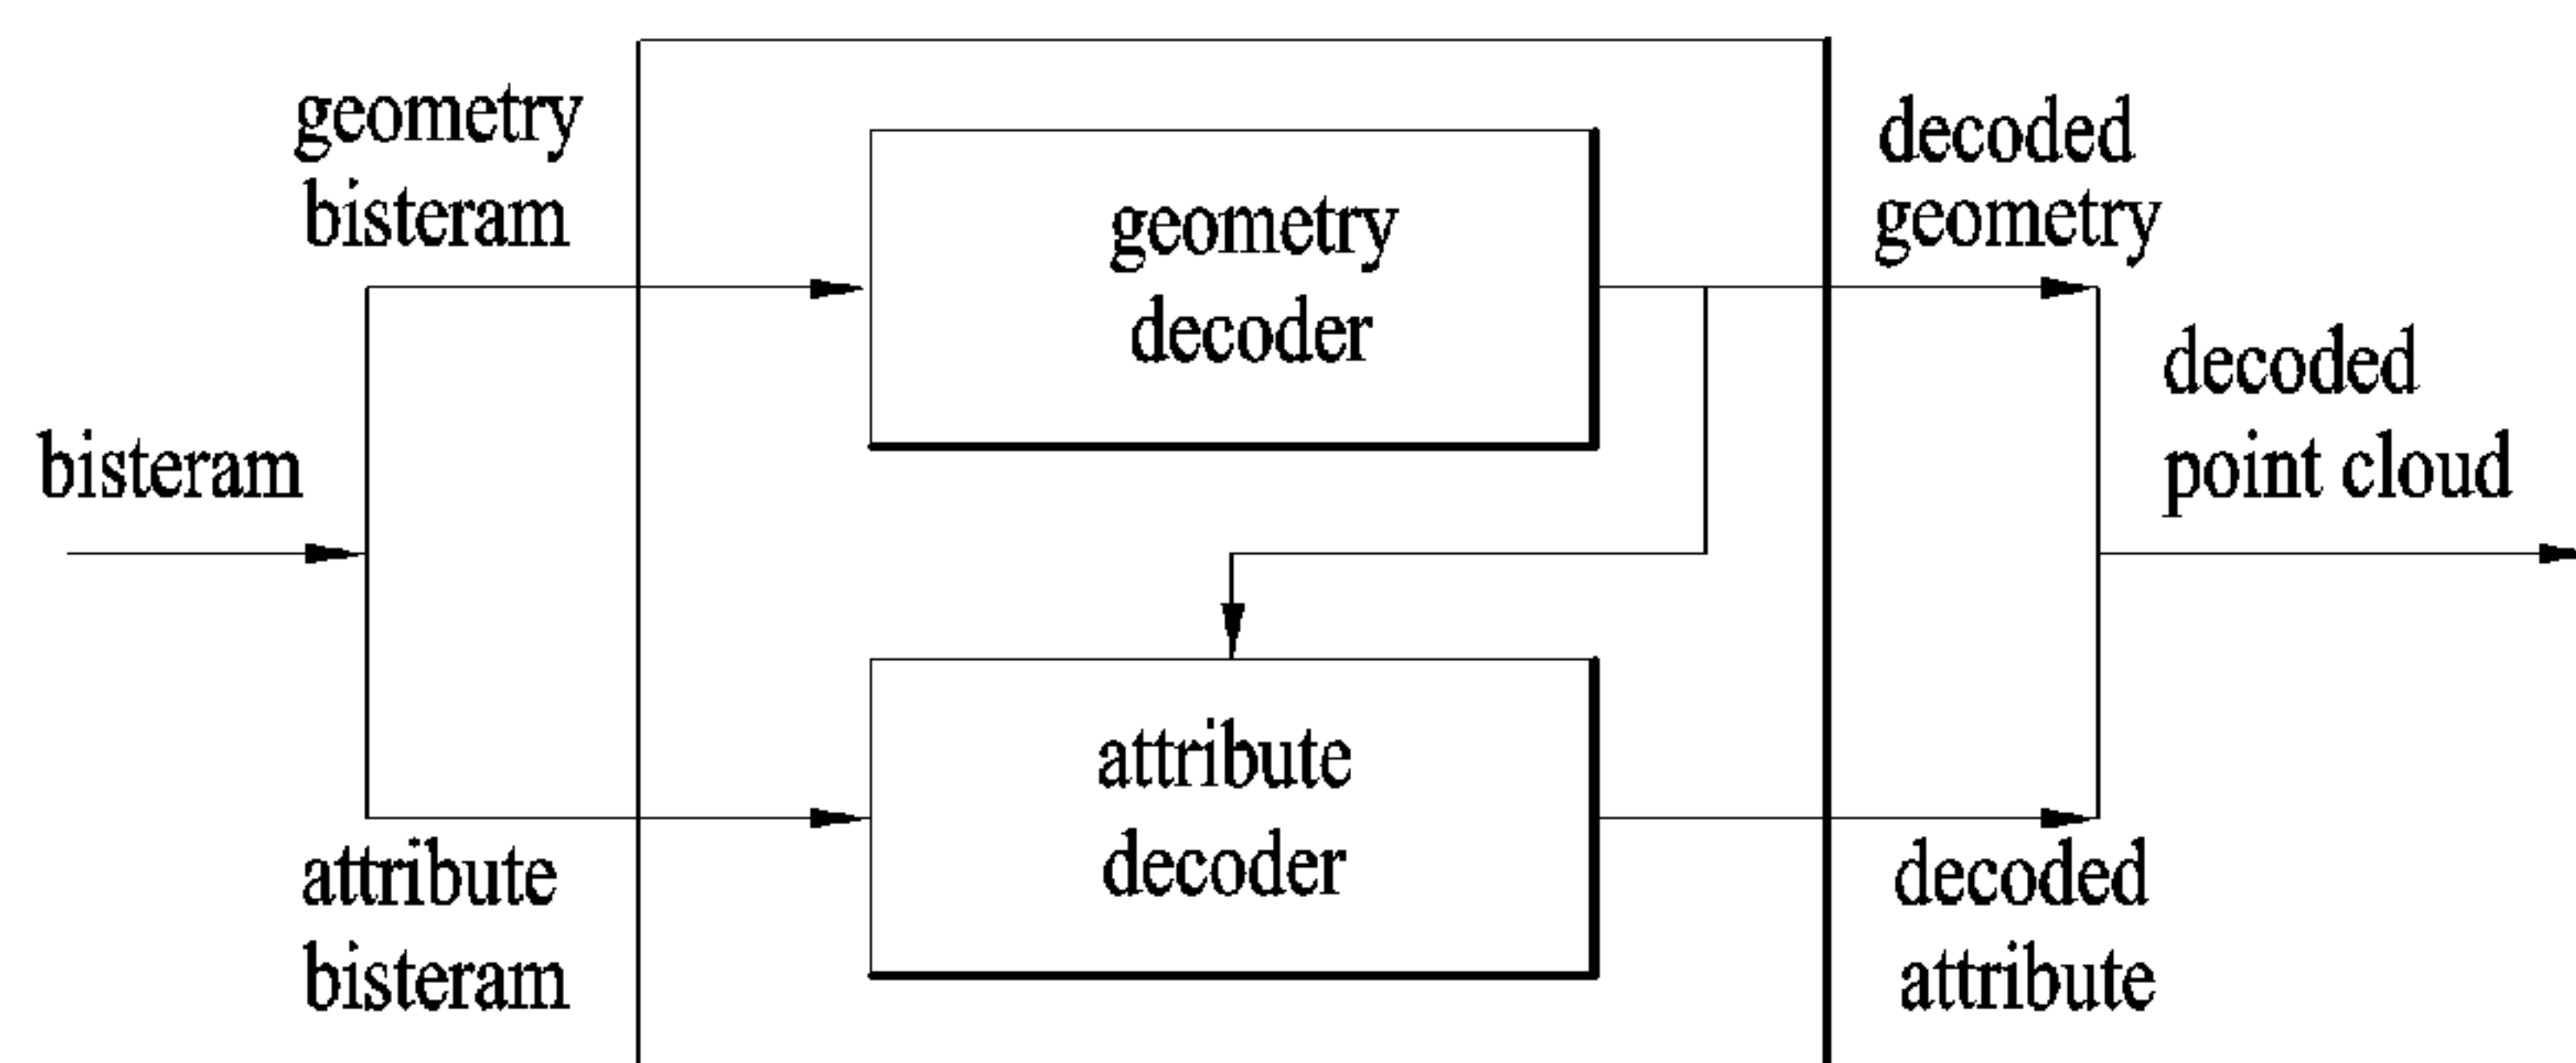 geometry
bisteram
bisteram
attribute
bisteram
geometry
decoder
attribute
decoder
decoded
geometry
decoded
point cloud
decoded
attribute